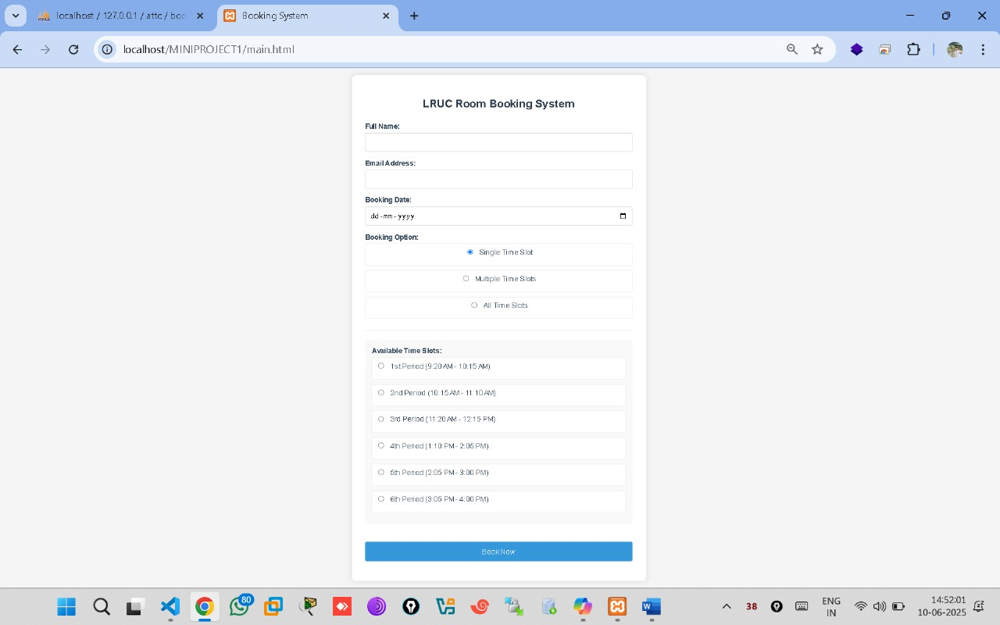 localhost / 127.0.0.1 / attc / boo
Booking System
localhost/MINIPROJECT1/main.html
LRUC Room Booking System
Full Name:
Email Address:
Booking Date:
dd-mm-yyyy
Booking Option:
Single Time Slot
Multiple Time Slots
All Time Slots
Available Time Slots:
1st Period (9:20 AM - 10:15 AM)
2nd Period (10:15 AM - 11:10 AM)
3rd Period (11:20 AM - 12:15 PM)
4th Period (1:10 PM - 2:05 PM)
5th Period (2:05 PM - 3:00 PM)
6th Period (3:05 PM - 4:00 PM)
Book Now
80
38
ENG
IN
14:52:01
10-06-2025